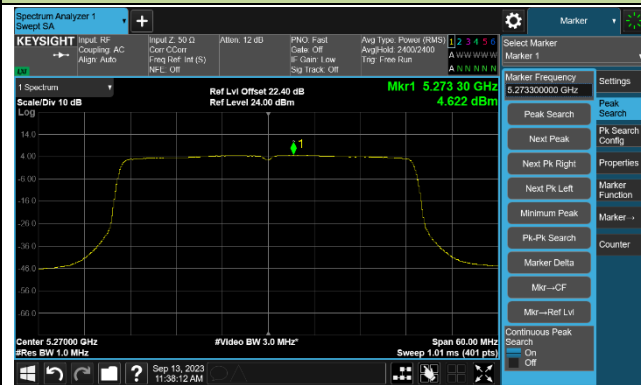 Spectrum Analyzer 1
Swept SA
Marker
KEYSIGHT
Input: RF
Coupling: AC
Align: Auto
Input Z: 50 Ω
Corr CCorr
Freq Ref: Int (S)
NFE: Off
Atten: 12 dB
PNO: Fast
Gate: Off
IF Gain: Low
Sig Track: Off
Avg Type: Power (RMS)
Avg|Hold: 2400/2400
Trig: Free Run
1 2 3 4 5 6
A W W W W W
A N N N N N
Select Marker
Marker 1
1 Spectrum
Scale/Div 10 dB
Log
Ref Lvl Offset 22.40 dB
Ref Level 24.00 dBm
Mkr1 5.273 30 GHz
4.622 dBm
14.0
4.00
-6.00
-16.0
-26.0
-36.0
-46.0
-56.0
-66.0
1
Center 5.27000 GHz
#Res BW 1.0 MHz
#Video BW 3.0 MHz*
Span 60.00 MHz
Sweep 1.01 ms (401 pts)
Marker Frequency
5.273300000 GHz
Peak Search
Next Peak
Next Pk Right
Next Pk Left
Minimum Peak
Pk-Pk Search
Marker Delta
Mkr→CF
Mkr→Ref Lvl
Continuous Peak
Search
On
Off
Settings
Peak
Search
Pk Search
Config
Properties
Marker
Function
Marker→
Counter
Sep 13, 2023
11:38:12 AM